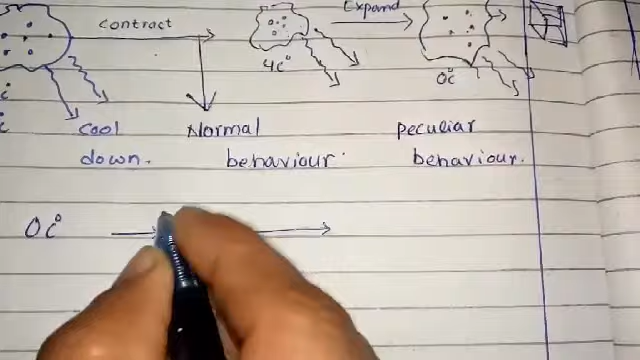 contract
Expand
4c°
0c°
c°
c°
cool
down.
Normal
behaviour.
peculiar
behaviour.
0c°